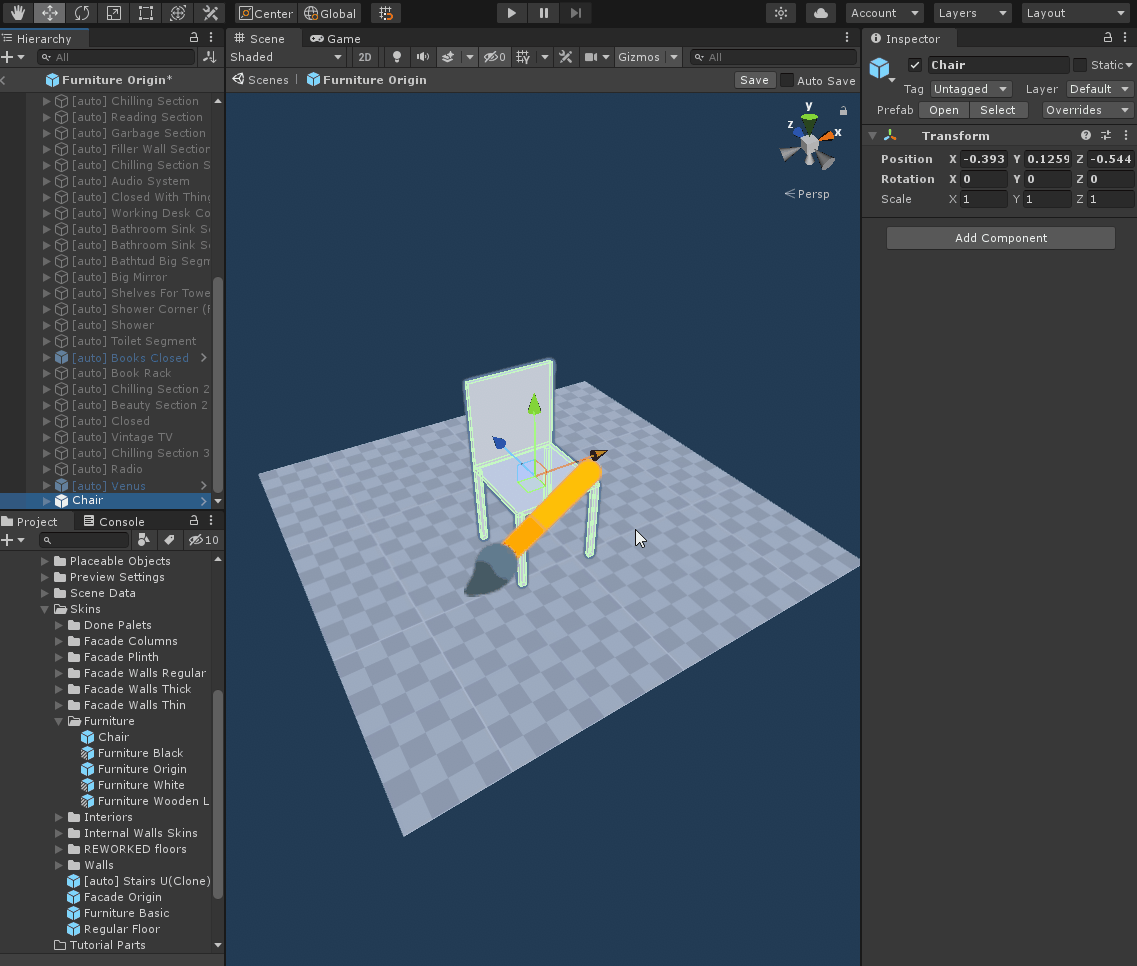 Center Global Account Layers Layout
Hierarchy
All
Furniture Origin*
[auto] Chilling Section
[auto] Reading Section
[auto] Garbage Section
[auto] Filler Wall Section
[auto] Chilling Section S
[auto] Audio System
[auto] Closed With Thing
[auto] Working Desk Co
[auto] Bathroom Sink S
[auto] Bathroom Sink S
[auto] Bathtud Big Segm
[auto] Big Mirror
[auto] Shelves For Towe
[auto] Shower Corner (
[auto] Shower
[auto] Toilet Segment
[auto] Books Closed
[auto] Book Rack
[auto] Chilling Section 2
[auto] Beauty Section 2
[auto] Closed
[auto] Vintage TV
[auto] Chilling Section 3
[auto] Radio
[auto] Venus
Chair
Project Console
10
Placeable Objects
Preview Settings
Scene Data
Skins
Done Palets
Facade Columns
Facade Plinth
Facade Walls Regular
Facade Walls Thick
Facade Walls Thin
Furniture
Chair
Furniture Black
Furniture Origin
Furniture White
Furniture Wooden L
Interiors
Internal Walls Skins
REWORKED floors
Walls
[auto] Stairs U(Clone)
Facade Origin
Furniture Basic
Regular Floor
Tutorial Parts
Scene Game
Shaded 2D 0 Gizmos All
Scenes Furniture Origin Save Auto Save
y
z x
Persp
Inspector
Chair Static
Tag Untagged Layer Default
Prefab Open Select Overrides
Transform
Position X -0.393 Y 0.1259 Z -0.544
Rotation X 0 Y 0 Z 0
Scale X 1 Y 1 Z 1
Add Component